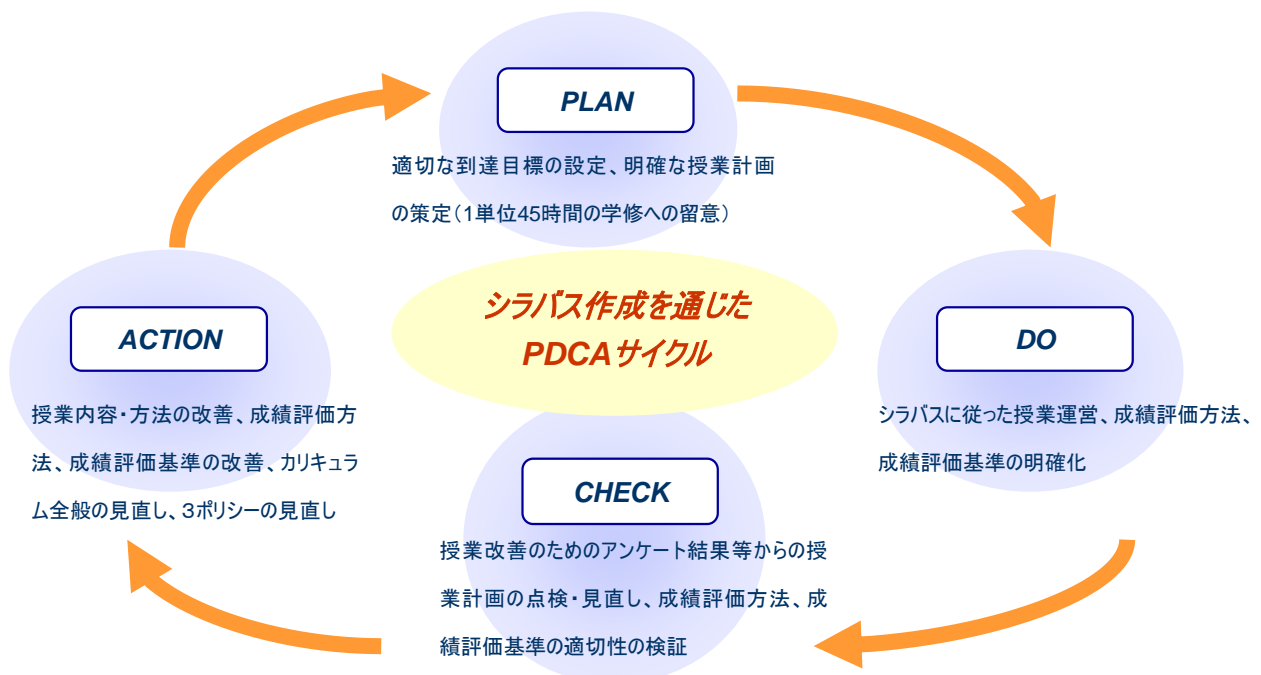 PLAN
適切な到達目標の設定、明確な授業計画
の策定（1単位45時間の学修への留意）
シラバス作成を通じた
PDCAサイクル
ACTION
授業内容・方法の改善、成績評価方
法、成績評価基準の改善、カリキュラ
ム全般の見直し、３ポリシーの見直し
DO
シラバスに従った授業運営、成績評価方法、
成績評価基準の明確化
CHECK
授業改善のためのアンケート結果等からの授
業計画の点検・見直し、成績評価方法、成
績評価基準の適切性の検証